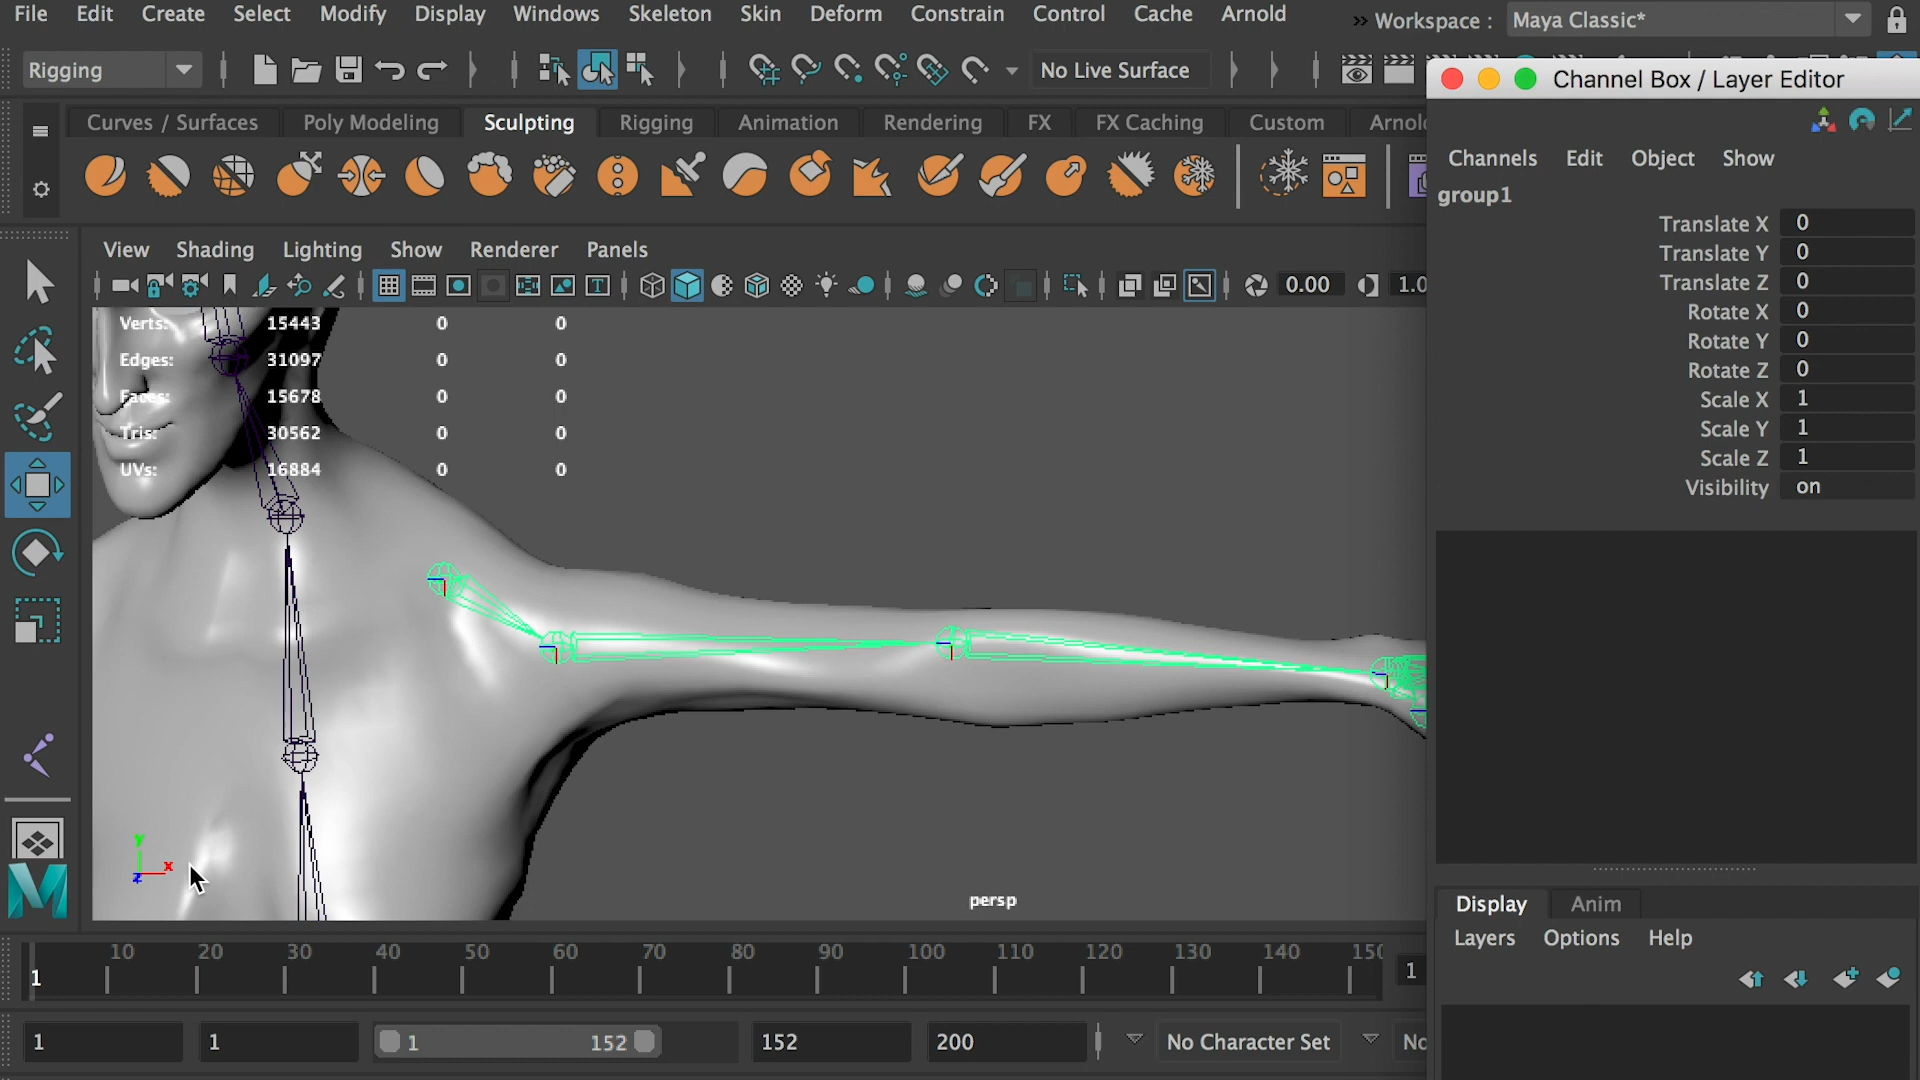 File Edit Create Select Modify Display Windows Skeleton Skin Deform Constrain Control Cache Arnold
» Workspace : Maya Classic*
Rigging
No Live Surface
Channel Box / Layer Editor
Curves / Surfaces Poly Modeling Sculpting Rigging Animation Rendering FX FX Caching Custom
Channels Edit Object Show
group1
Translate X 0
Translate Y 0
Translate Z 0
Rotate X 0
Rotate Y 0
Rotate Z 0
Scale X 1
Scale Y 1
Scale Z 1
Visibility on
View Shading Lighting Show Renderer Panels
0.00 1.0
Verts: 15443 0 0
Edges: 31097 0 0
Faces: 15678 0 0
Tris: 30562 0 0
UVs: 16884 0 0
y
x
z
persp
Display Anim
Layers Options Help
10 20 30 40 50 60 70 80 90 100 110 120 130 140
1
1
1 1 1 152 152 200 No Character Set